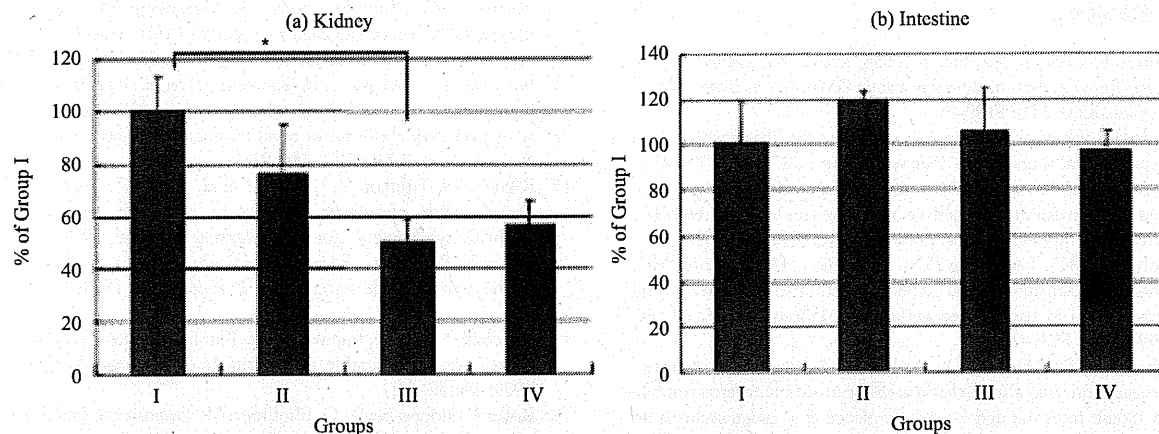 (a) Kidney
*
120
100
80
60
40
20
0
% of Group I
I II III IV
Groups
(b) Intestine
140
120
100
80
60
40
20
0
% of Group I
I II III IV
Groups